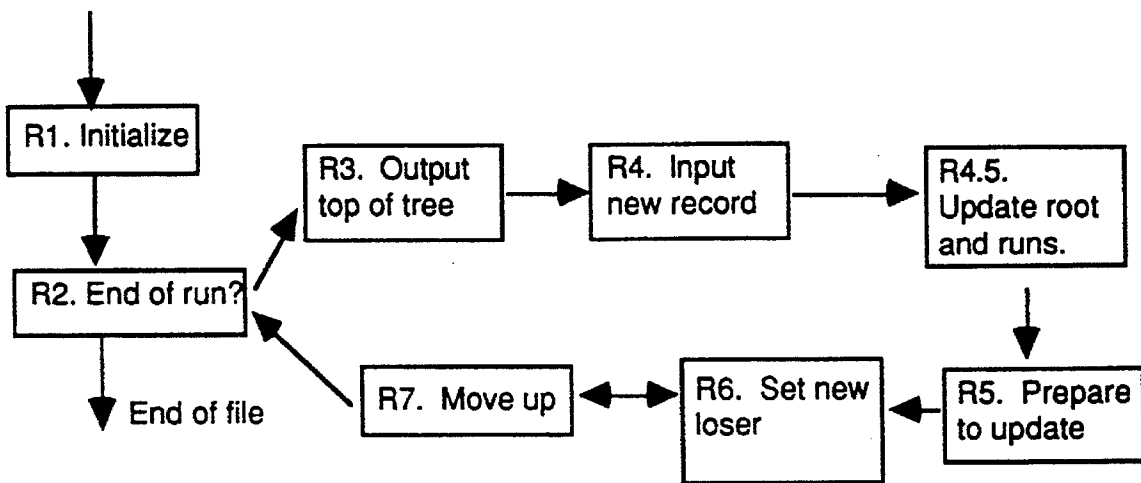 R1. Initialize
R3. Output
top of tree
R4. Input
new record
R4.5.
Update root
and runs.
R2. End of run?
End of file
R7. Move up
R6. Set new
loser
R5. Prepare
to update